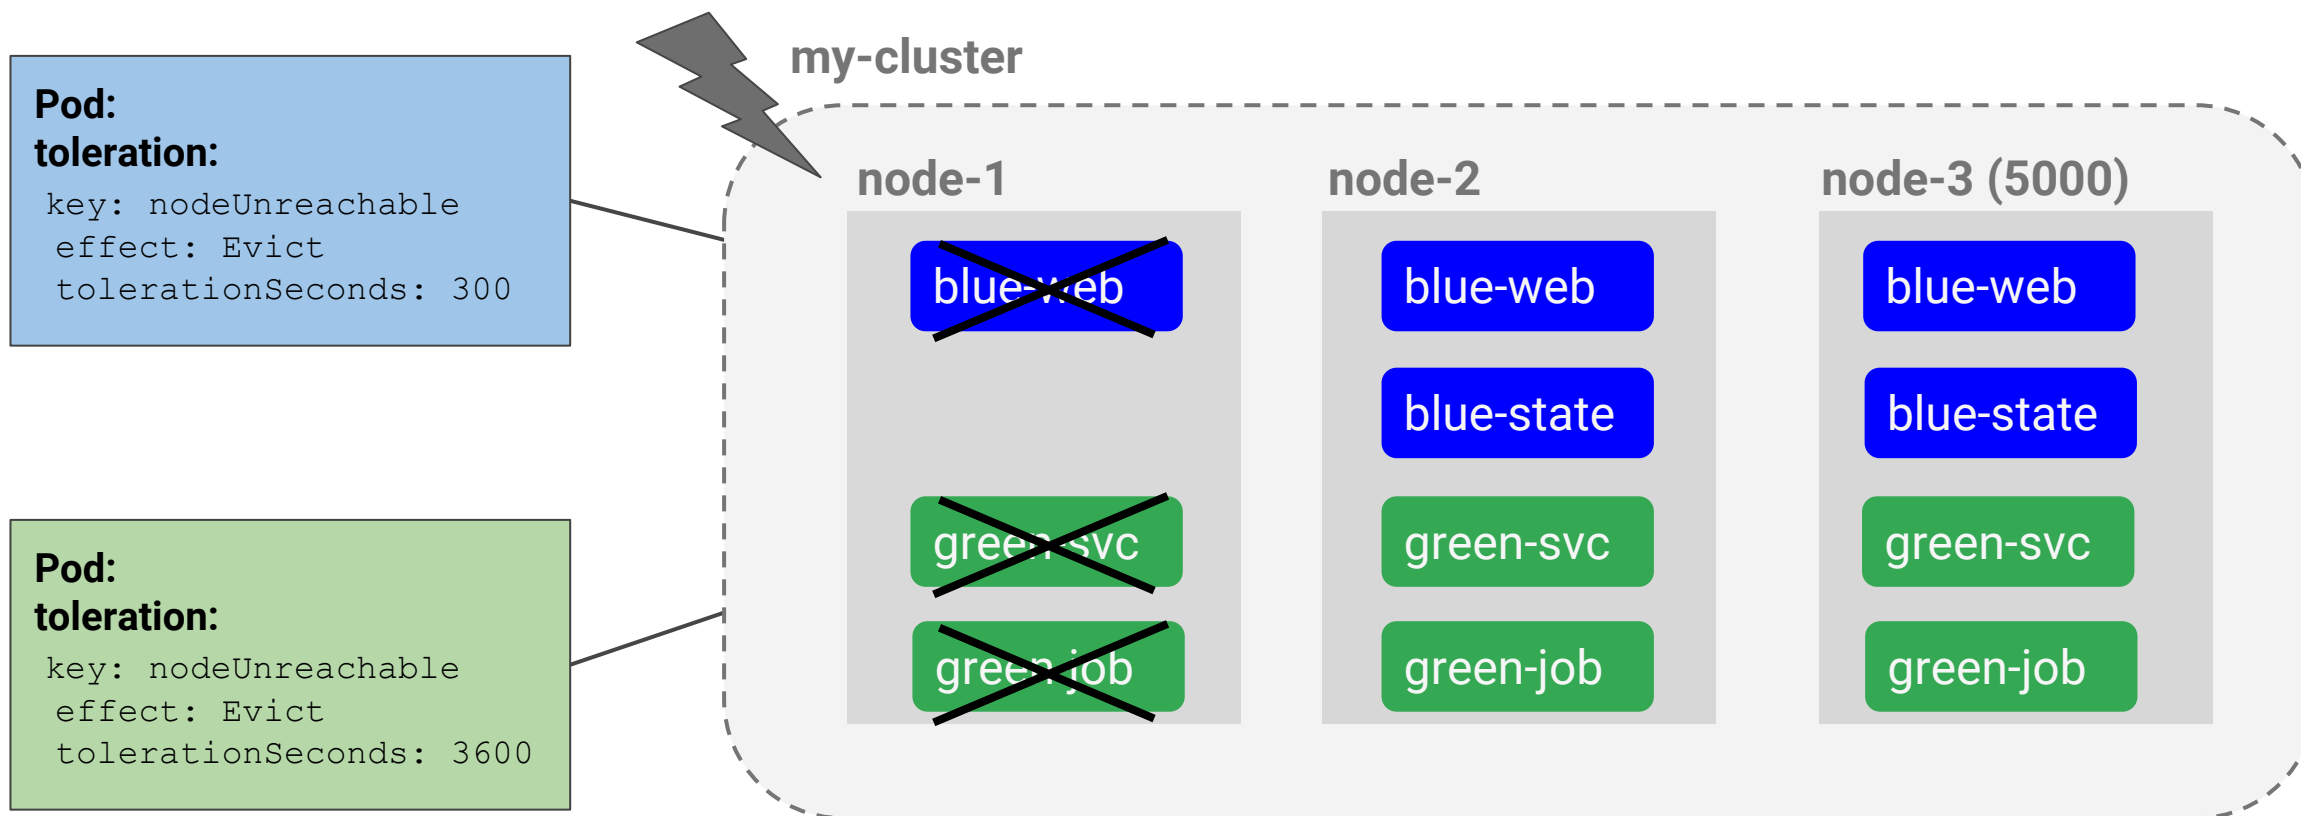 my-cluster
Pod:
toleration:
key: nodeUnreachable
effect: Evict
tolerationSeconds: 300
Pod:
toleration:
key: nodeUnreachable
effect: Evict
tolerationSeconds: 3600
node-1
blue-web
green-svc
green-job
node-2
blue-web
blue-state
green-svc
green-job
node-3 (5000)
blue-web
blue-state
green-svc
green-job